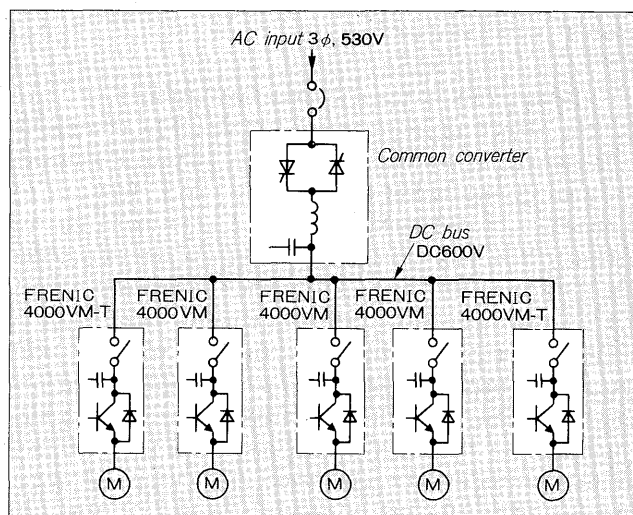 AC input 3φ, 530V
Common converter
DC bus
DC600V
FRENIC
4000VM-T
FRENIC
4000VM
FRENIC
4000VM
FRENIC
4000VM
FRENIC
4000VM-T
M
M
M
M
M